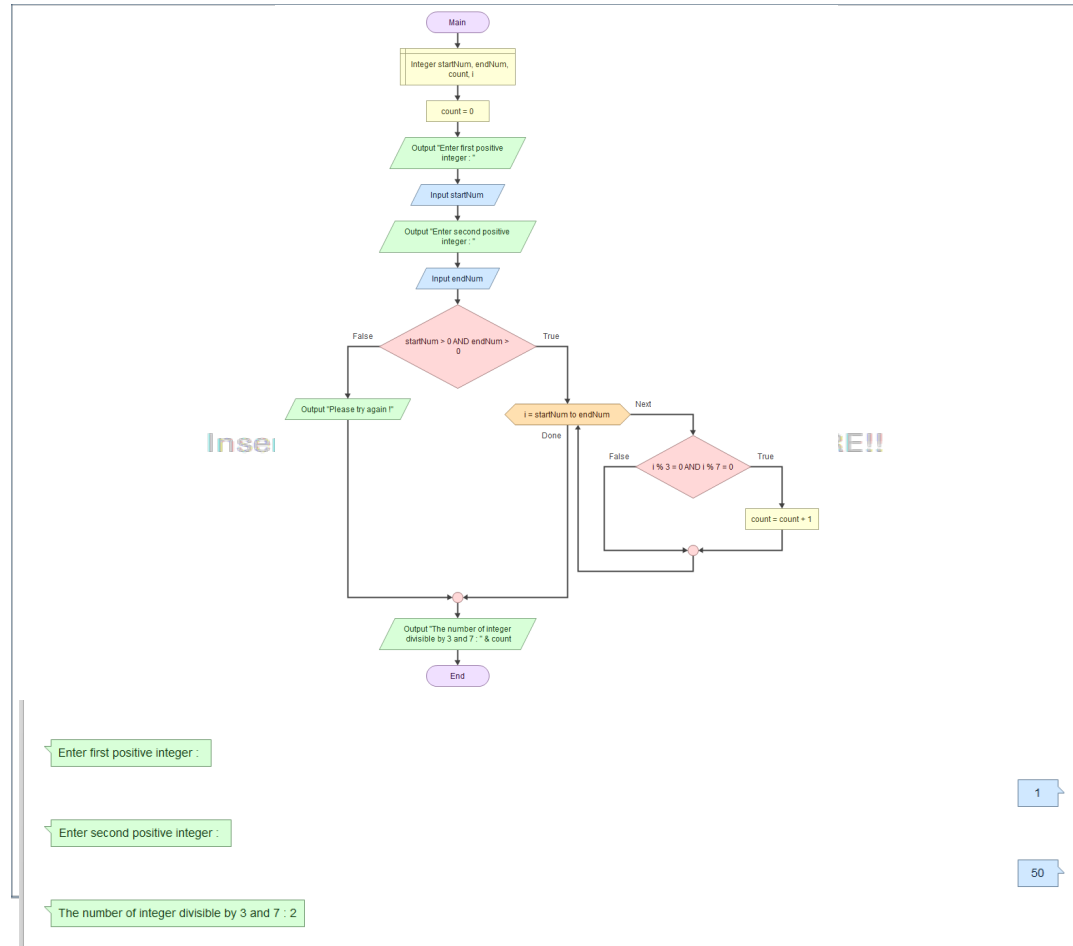 Main
Integer startNum, endNum,
count, i
count = 0
Output "Enter first positive
integer : "
Input startNum
Output "Enter second positive
integer : "
Input endNum
False
startNum > 0 AND endNum >
0
True
Output "Please try again !"
i = startNum to endNum
Next
Done
False
i % 3 = 0 AND i % 7 = 0
True
count = count + 1
Output "The number of integer
divisible by 3 and 7 : " & count
End
Enter first positive integer :
1
Enter second positive integer :
50
The number of integer divisible by 3 and 7 : 2